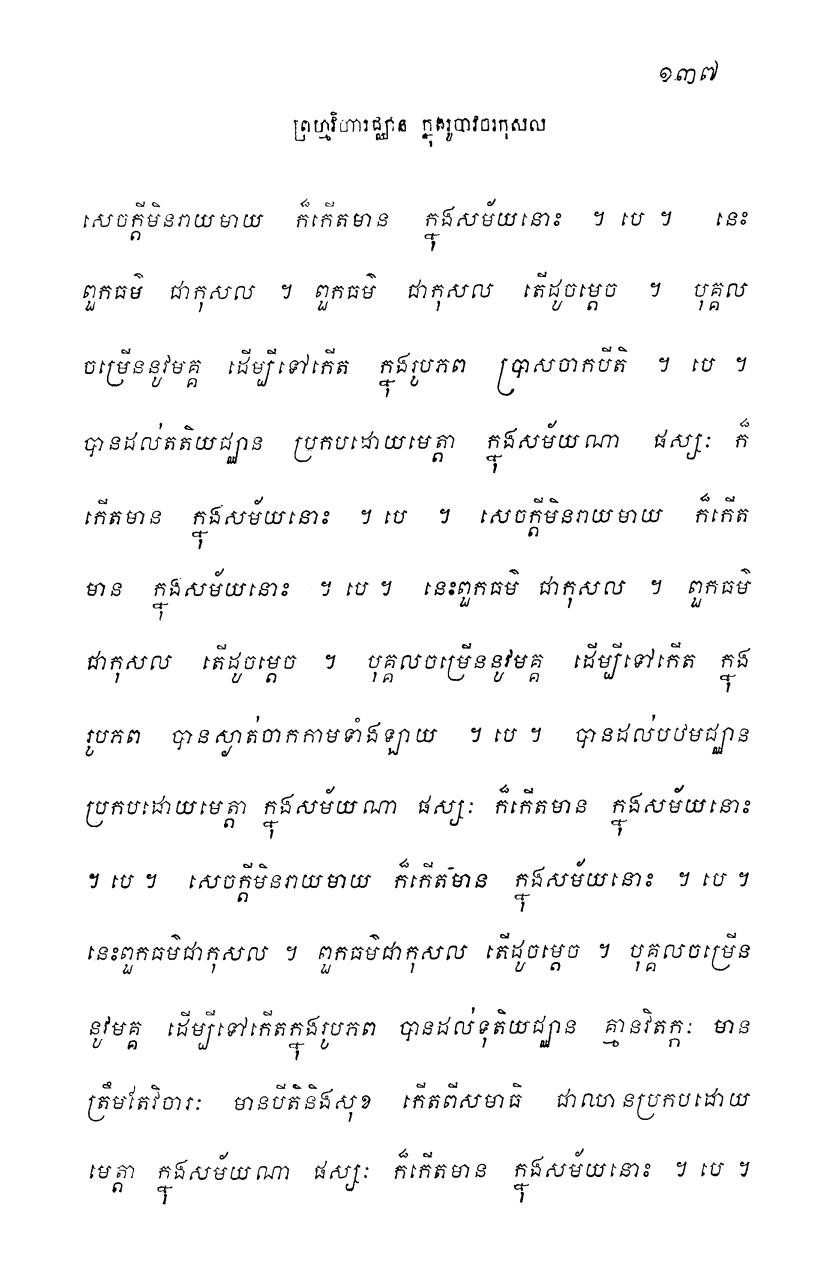 ១៣៧
ព្រហ្មវិហារជ្ឈាន ក្នុងរូបាវចរកុសល
សេចក្តីមិនរាយមាយ ក៏កើតមាន ក្នុងសម័យនោះ ។ បេ ។ នេះ
ពួកធម៌ ជាកុសល ។ ពួកធម៌ ជាកុសល តើដូចម្តេច ។ បុគ្គល
ចម្រើននូវមគ្គ ដើម្បីទៅកើត ក្នុងរូបភព ប្រាសចាកបីតិ ។ បេ ។
បានដល់តតិយជ្ឈាន ប្រកបដោយមេត្តា ក្នុងសម័យណា ផស្សៈ ក៏
កើតមាន ក្នុងសម័យនោះ ។ បេ ។ សេចក្តីមិនរាយមាយ ក៏កើត
មាន ក្នុងសម័យនោះ ។ បេ ។ នេះពួកធម៌ ជាកុសល ។ ពួកធម៌
ជាកុសល តើដូចម្តេច ។ បុគ្គលចម្រើននូវមគ្គ ដើម្បីទៅកើត ក្នុង
រូបភព បានស្ងាត់ចាកកាមទាំងឡាយ ។ បេ ។ បានដល់បឋមជ្ឈាន
ប្រកបដោយមេត្តា ក្នុងសម័យណា ផស្សៈ ក៏កើតមាន ក្នុងសម័យនោះ
។ បេ ។ សេចក្តីមិនរាយមាយ ក៏កើតមាន ក្នុងសម័យនោះ ។ បេ ។
នេះពួកធម៌ជាកុសល ។ ពួកធម៌ជាកុសល តើដូចម្តេច ។ បុគ្គលចម្រើន
នូវមគ្គ ដើម្បីទៅកើតក្នុងរូបភព បានដល់ទុតិយជ្ឈាន គ្មានវិតក្កៈ មាន
ត្រឹមតែវិចារៈ មានបីតិនិងសុខ កើតពីសមាធិ ជាឈានប្រកបដោយ
មេត្តា ក្នុងសម័យណា ផស្សៈ ក៏កើតមាន ក្នុងសម័យនោះ ។ បេ ។